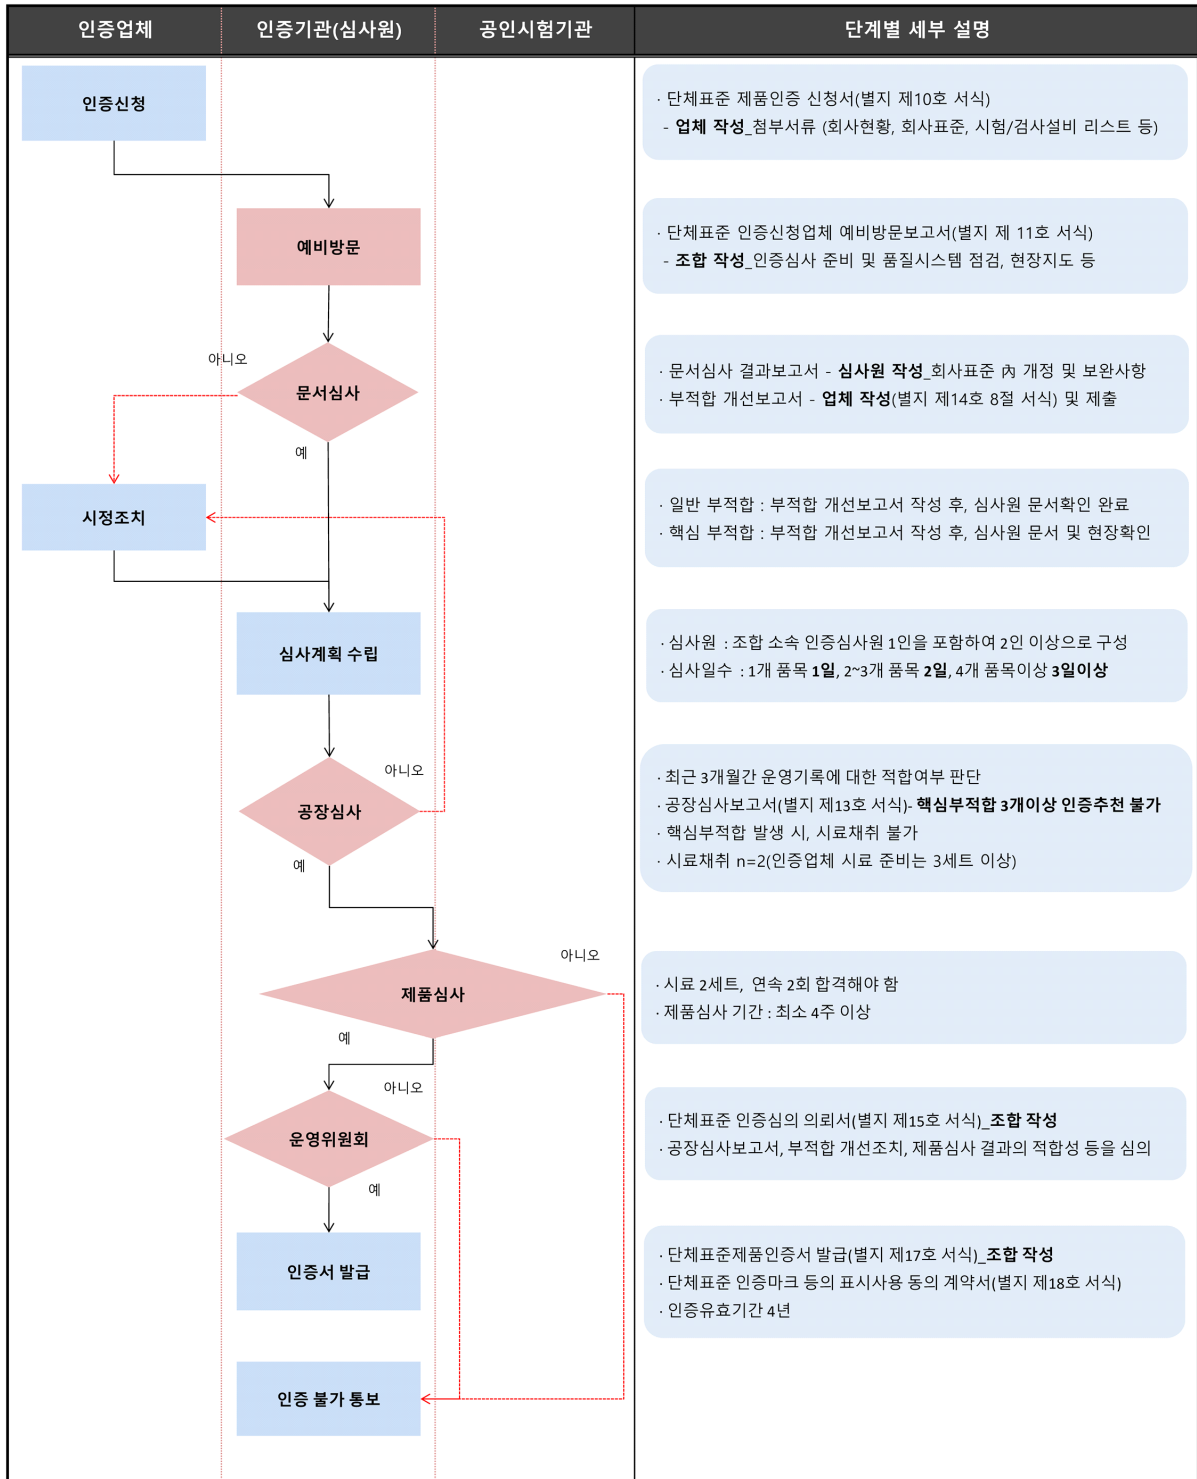 인증업체 인증기관(심사원) 공인시험기관 단계별 세부 설명
인증신청
· 단체표준 제품인증 신청서(별지 제10호 서식)
- 업체 작성_첨부서류 (회사현황, 회사표준, 시험/검사설비 리스트 등)
예비방문
· 단체표준 인증신청업체 예비방문보고서(별지 제 11호 서식)
- 조합 작성_인증심사 준비 및 품질시스템 점검, 현장지도 등
아니오
문서심사
예
· 문서심사 결과보고서 - 심사원 작성_회사표준 內 개정 및 보완사항
· 부적합 개선보고서 - 업체 작성(별지 제14호 8절 서식) 및 제출
시정조치
· 일반 부적합 : 부적합 개선보고서 작성 후, 심사원 문서확인 완료
· 핵심 부적합 : 부적합 개선보고서 작성 후, 심사원 문서 및 현장확인
심사계획 수립
· 심사원 : 조합 소속 인증심사원 1인을 포함하여 2인 이상으로 구성
· 심사일수 : 1개 품목 1일, 2~3개 품목 2일, 4개 품목이상 3일이상
아니오
공장심사
예
· 최근 3개월간 운영기록에 대한 적합여부 판단
· 공장심사보고서(별지 제13호 서식)- 핵심부적합 3개이상 인증추천 불가
· 핵심부적합 발생 시, 시료채취 불가
· 시료채취 n=2(인증업체 시료 준비는 3세트 이상)
아니오
제품심사
예
· 시료 2세트, 연속 2회 합격해야 함
· 제품심사 기간 : 최소 4주 이상
아니오
운영위원회
예
· 단체표준 인증심의 의뢰서(별지 제15호 서식)_조합 작성
· 공장심사보고서, 부적합 개선조치, 제품심사 결과의 적합성 등을 심의
인증서 발급
· 단체표준제품인증서 발급(별지 제17호 서식)_조합 작성
· 단체표준 인증마크 등의 표시사용 동의 계약서(별지 제18호 서식)
· 인증유효기간 4년
인증 불가 통보